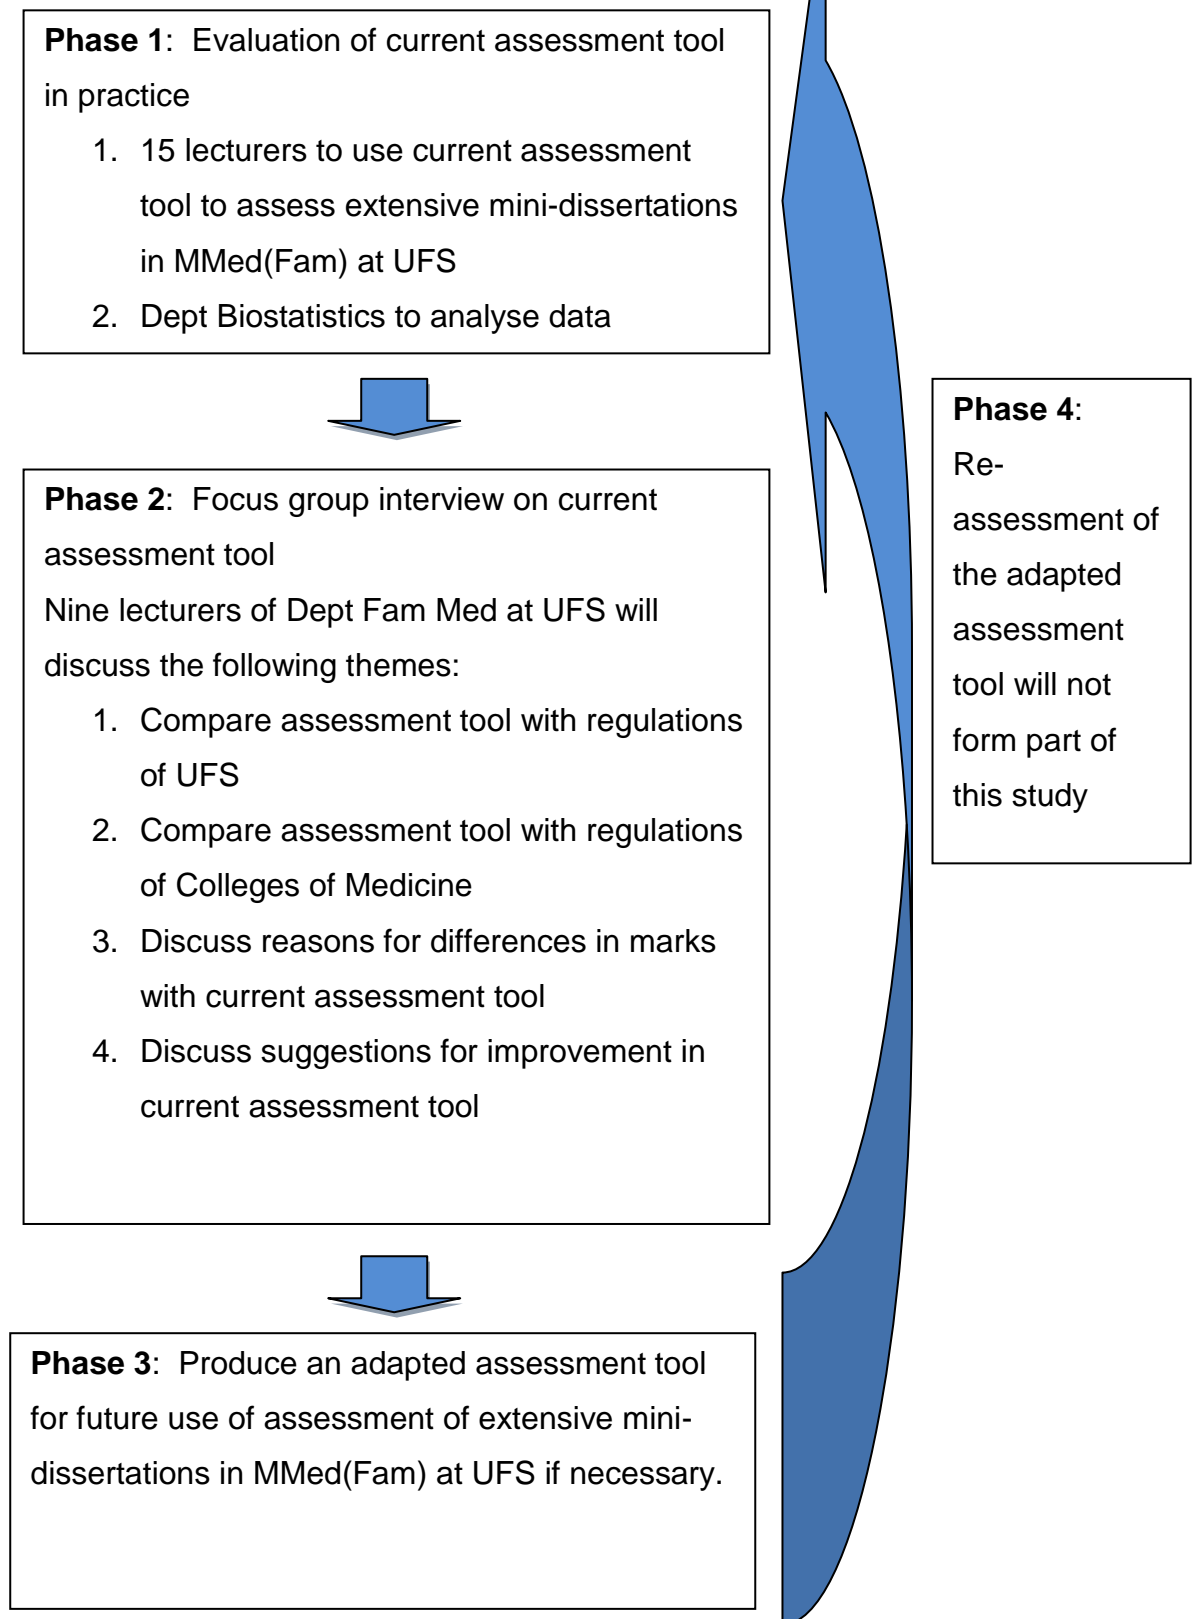 Phase 1:  Evaluation of current assessment tool
in practice
1. 15 lecturers to use current assessment
tool to assess extensive mini-dissertations
in MMed(Fam) at UFS
2. Dept Biostatistics to analyse data
Phase 2:  Focus group interview on current
assessment tool
Nine lecturers of Dept Fam Med at UFS will
discuss the following themes:
1. Compare assessment tool with regulations
of UFS
2. Compare assessment tool with regulations
of Colleges of Medicine
3. Discuss reasons for differences in marks
with current assessment tool
4. Discuss suggestions for improvement in
current assessment tool
Phase 3:  Produce an adapted assessment tool
for future use of assessment of extensive mini-
dissertations in MMed(Fam) at UFS if necessary.
Phase 4:
Re-
assessment of
the adapted
assessment
tool will not
form part of
this study